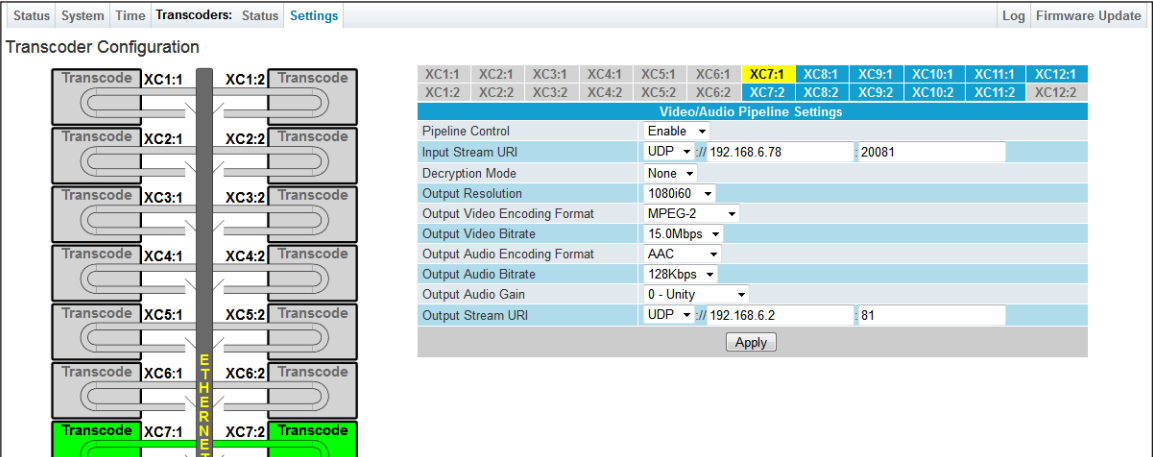 Status System Time Transcoders: Status Settings Log Firmware Update
Transcoder Configuration
Transcode XC1:1 XC1:2 Transcode
Transcode XC2:1 XC2:2 Transcode
Transcode XC3:1 XC3:2 Transcode
Transcode XC4:1 XC4:2 Transcode
Transcode XC5:1 XC5:2 Transcode
Transcode XC6:1 XC6:2 Transcode
Transcode XC7:1 XC7:2 Transcode
ETHERNET
XC1:1 XC2:1 XC3:1 XC4:1 XC5:1 XC6:1 XC7:1 XC8:1 XC9:1 XC10:1 XC11:1 XC12:1
XC1:2 XC2:2 XC3:2 XC4:2 XC5:2 XC6:2 XC7:2 XC8:2 XC9:2 XC10:2 XC11:2 XC12:2
Video/Audio Pipeline Settings
Pipeline Control Enable
Input Stream URI UDP :// 192.168.6.78 : 20081
Decryption Mode None
Output Resolution 1080i60
Output Video Encoding Format MPEG-2
Output Video Bitrate 15.0Mbps
Output Audio Encoding Format AAC
Output Audio Bitrate 128Kbps
Output Audio Gain 0 - Unity
Output Stream URI UDP :// 192.168.6.2 : 81
Apply